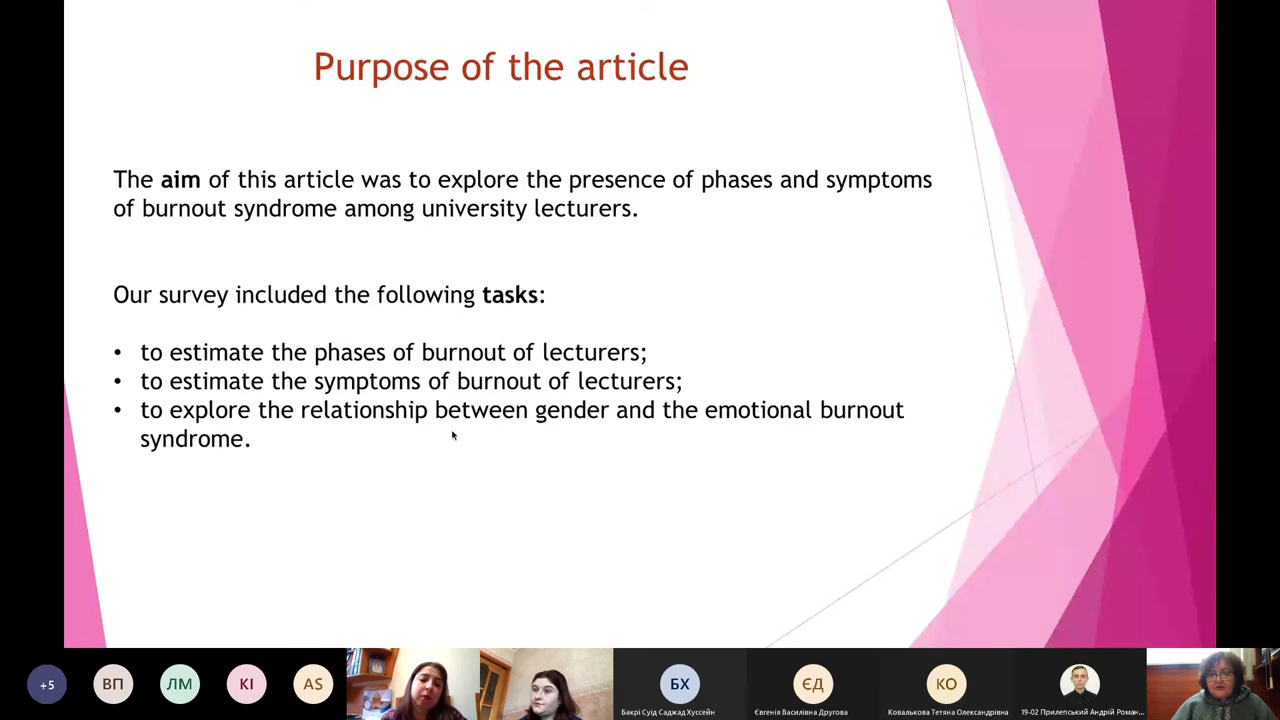 Purpose of the article
The aim of this article was to explore the presence of phases and symptoms
of burnout syndrome among university lecturers.
Our survey included the following tasks:
• to estimate the phases of burnout of lecturers;
• to estimate the symptoms of burnout of lecturers;
• to explore the relationship between gender and the emotional burnout
syndrome.
+5
ВП
ЛМ
КІ
AS
БХ
Бакрі Суід Саджад Хуссейн
ЄД
Євгенія Василівна Другова
КО
Ковалькова Тетяна Олександрівна
19-02 Прилепський Андрій Роман...